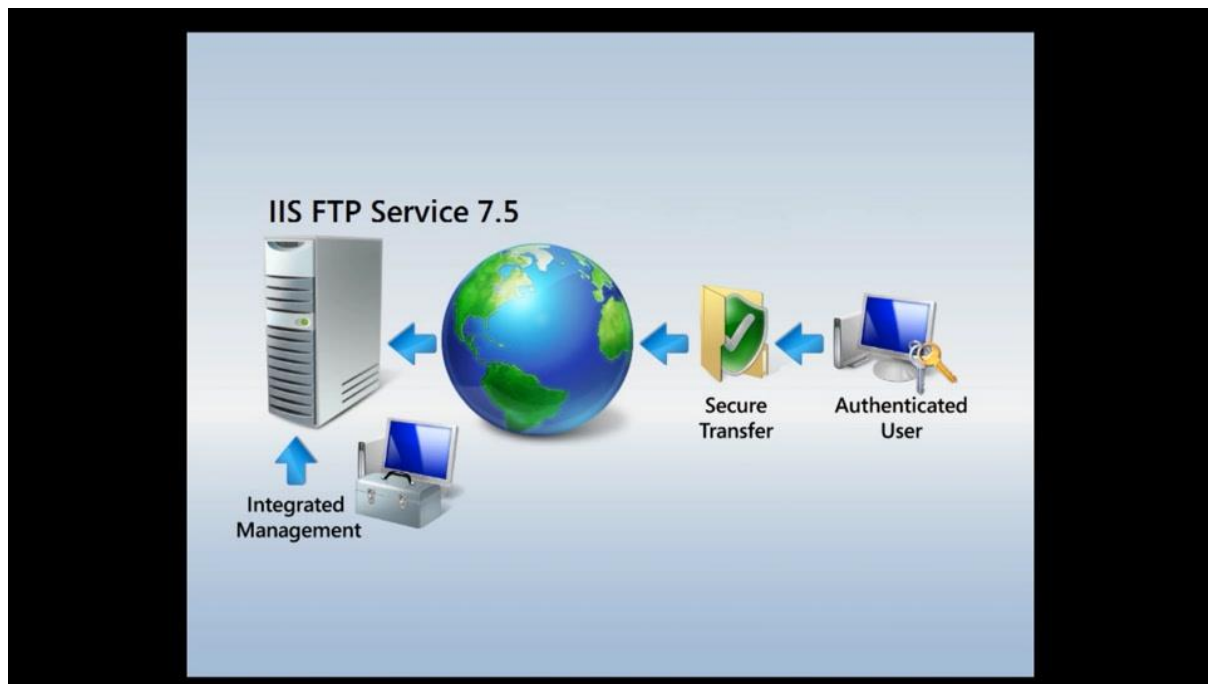 IIS FTP Service 7.5
Secure
Transfer
Authenticated
User
Integrated
Management